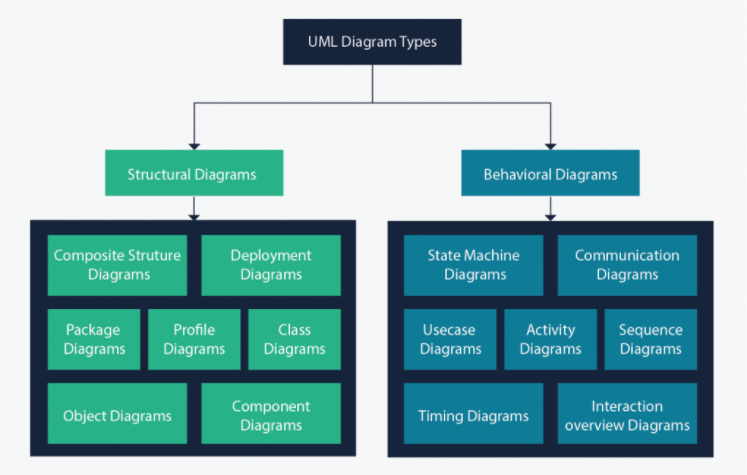 UML Diagram Types
Structural Diagrams
Behavioral Diagrams
Composite Struture
Diagrams
Deployment
Diagrams
Package
Diagrams
Profile
Diagrams
Class
Diagrams
Object Diagrams
Component
Diagrams
State Machine
Diagrams
Communication
Diagrams
Usecase
Diagrams
Activity
Diagrams
Sequence
Diagrams
Timing Diagrams
Interaction
overview Diagrams